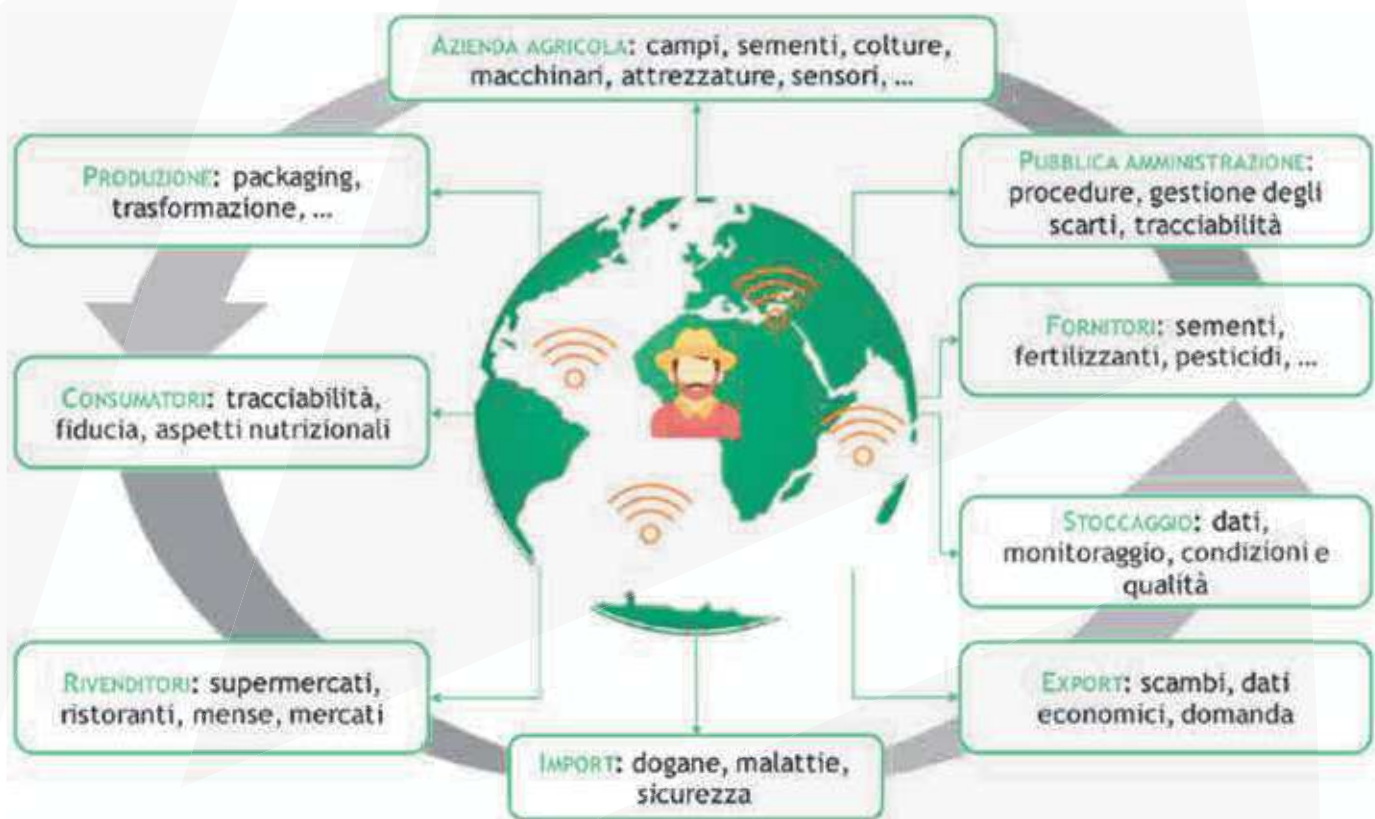 AZIENDA AGRICOLA: campi, sementi, colture,
macchinari, attrezzature, sensori, ...
PRODUZIONE: packaging,
trasformazione, ...
PUBBLICA AMMINISTRAZIONE:
procedure, gestione degli
scarti, tracciabilità
FORNITORI: sementi,
fertilizzanti, pesticidi, ...
CONSUMATORI: tracciabilità,
fiducia, aspetti nutrizionali
STOCCAGGIO: dati,
monitoraggio, condizioni e
qualità
RIVENDITORI: supermercati,
ristoranti, mense, mercati
EXPORT: scambi, dati
economici, domanda
IMPORT: dogane, malattie,
sicurezza